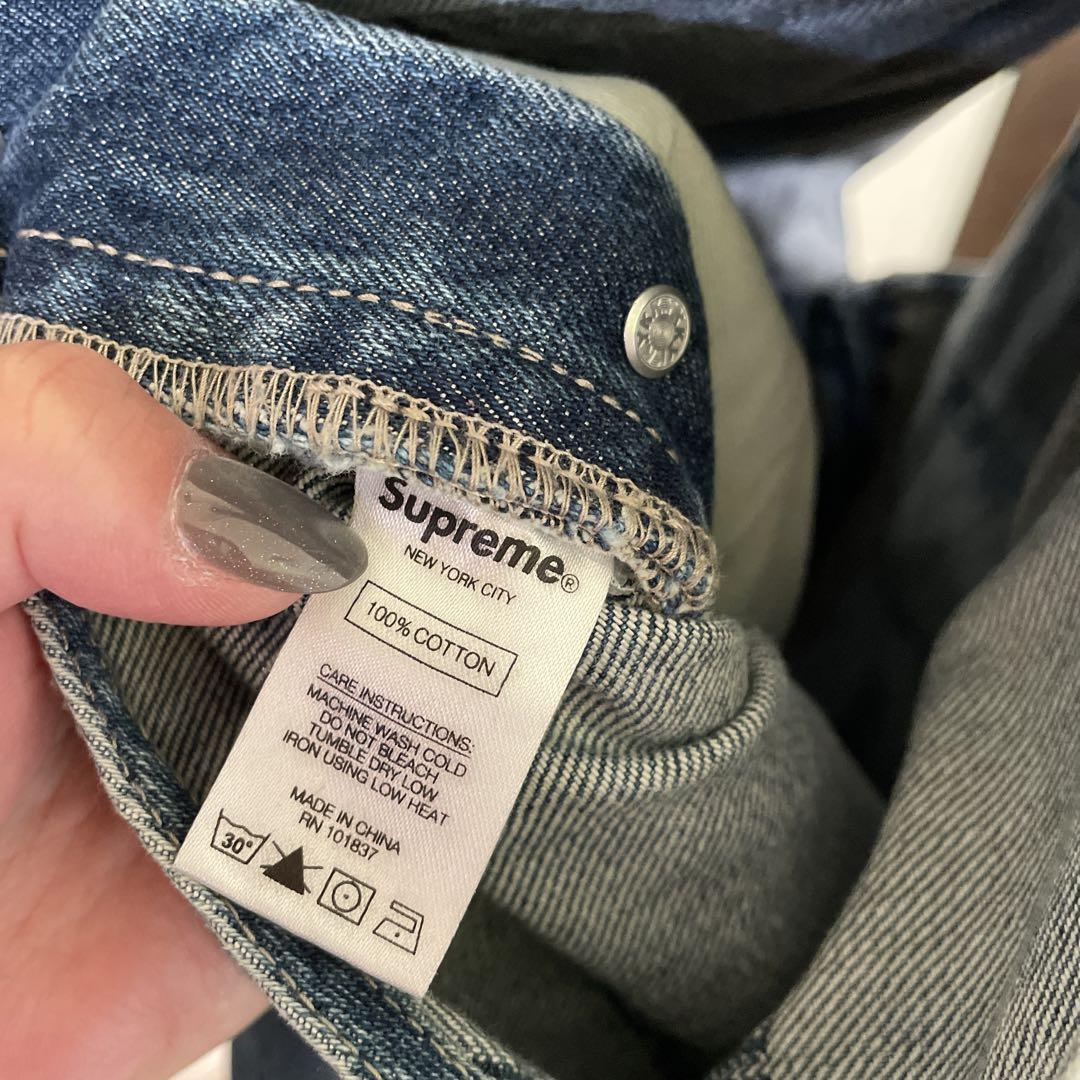 Supreme®
NEW YORK CITY
100% COTTON
CARE INSTRUCTIONS:
MACHINE WASH COLD
DO NOT BLEACH
TUMBLE DRY LOW
IRON USING LOW HEAT
MADE IN CHINA
RN 101837
30°